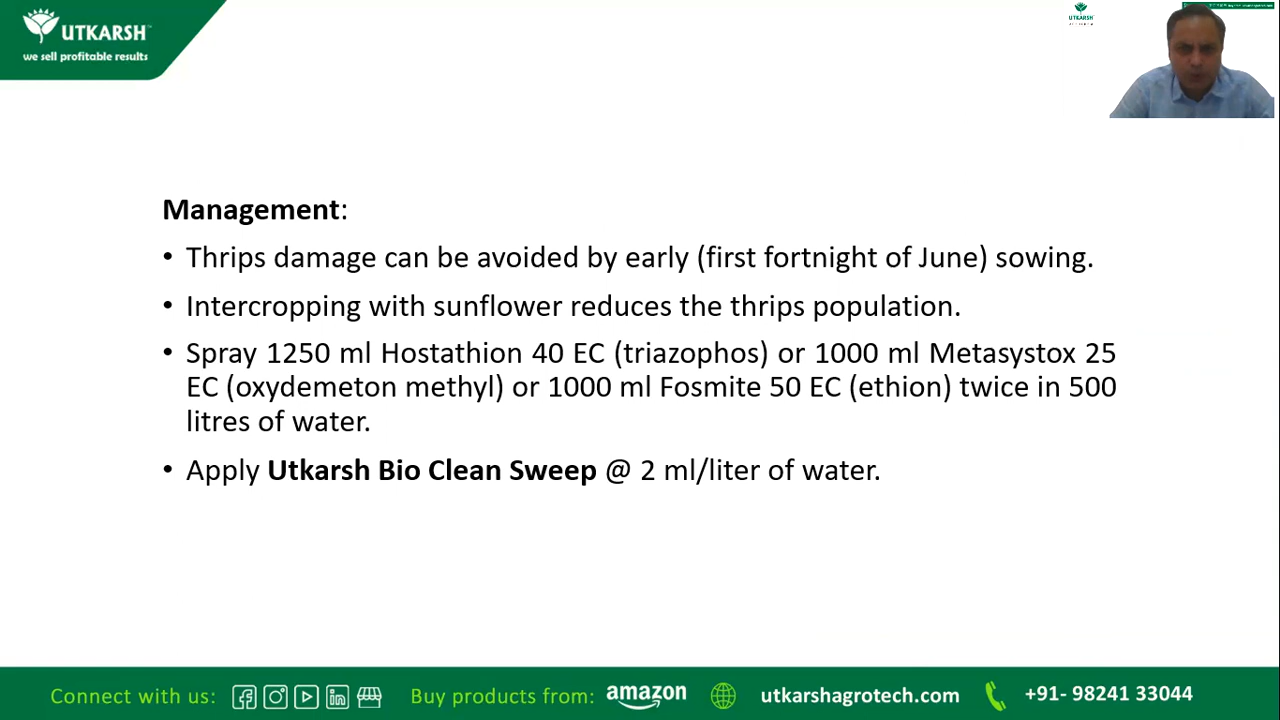 UTKARSH
we sell profitable results
UTKARSH
Management:
• Thrips damage can be avoided by early (first fortnight of June) sowing.
• Intercropping with sunflower reduces the thrips population.
• Spray 1250 ml Hostathion 40 EC (triazophos) or 1000 ml Metasystox 25
EC (oxydemeton methyl) or 1000 ml Fosmite 50 EC (ethion) twice in 500
litres of water.
• Apply Utkarsh Bio Clean Sweep @ 2 ml/liter of water.
Connect with us: Buy products from: amazon utkarshagrotech.com +91- 98241 33044